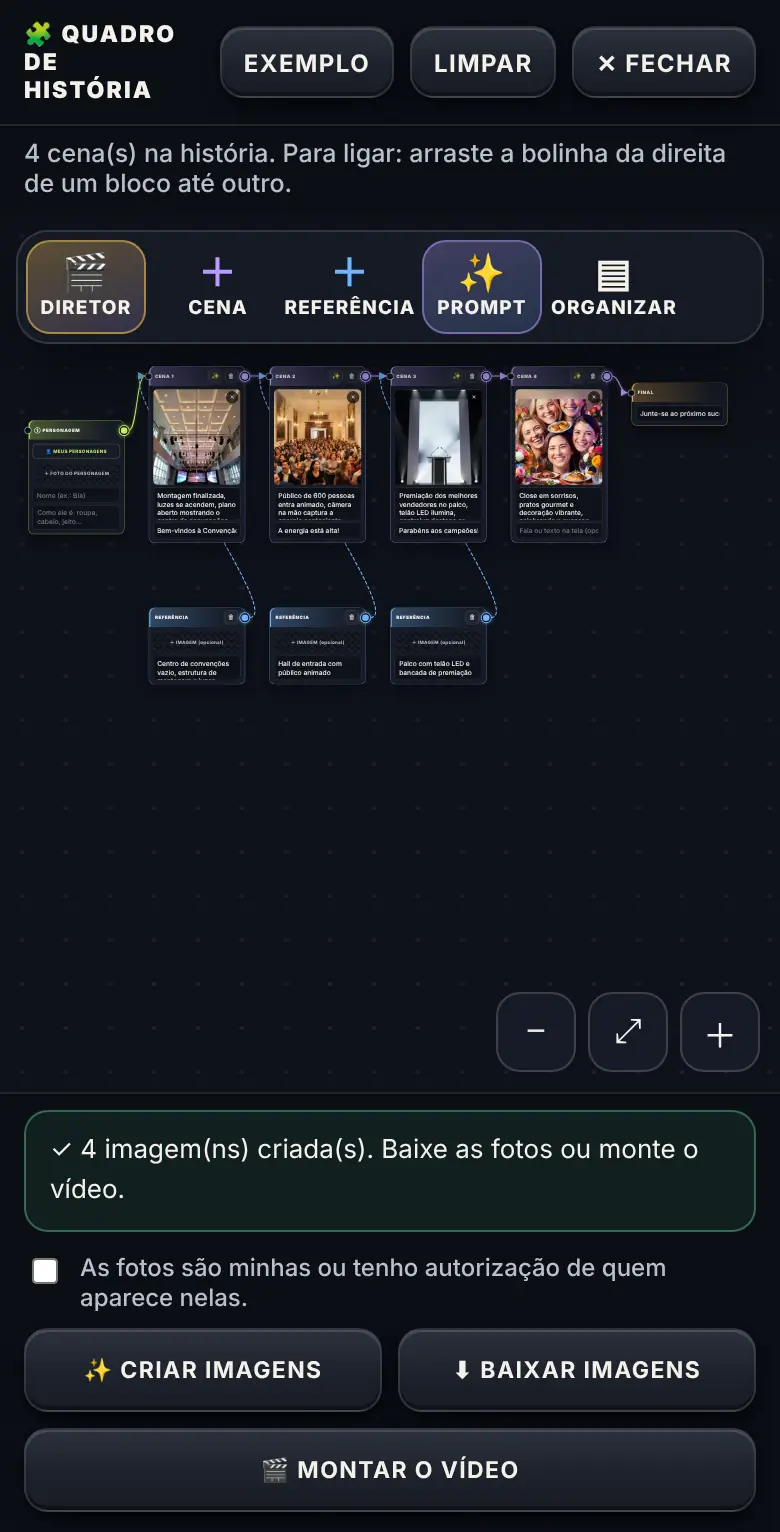 🧩 QUADRO
DE
HISTÓRIA
EXEMPLO
LIMPAR
✕ FECHAR
4 cena(s) na história. Para ligar: arraste a bolinha da direita
de um bloco até outro.
DIRETOR
CENA
REFERÊNCIA
PROMPT
ORGANIZAR
① PERSONAGEM
MEUS PERSONAGENS
+ FOTO DO PERSONAGEM
Nome (ex.: Bia)
Como ele é: roupa,
cabelo, jeito...
CENA 1
Montagem finalizada,
luzes se acendem, plano
aberto mostrando o
Bem-vindos à Convençã
CENA 2
Público de 600 pessoas
entra animado, câmera
na mão captura a
A energia está alta!
CENA 3
Premiação dos melhores
vendedores no palco,
telão LED ilumina,
Parabéns aos campeões!
CENA 4
Close em sorrisos,
pratos gourmet e
decoração vibrante,
Fala ou texto na tela (opc
FINAL
Junte-se ao próximo suc
REFERÊNCIA
+ IMAGEM (opcional)
Centro de convenções
vazio, estrutura de
REFERÊNCIA
+ IMAGEM (opcional)
Hall de entrada com
público animado
REFERÊNCIA
+ IMAGEM (opcional)
Palco com telão LED e
bancada de premiação
✓ 4 imagem(ns) criada(s). Baixe as fotos ou monte o
vídeo.
As fotos são minhas ou tenho autorização de quem
aparece nelas.
✨ CRIAR IMAGENS
⬇ BAIXAR IMAGENS
🎬 MONTAR O VÍDEO